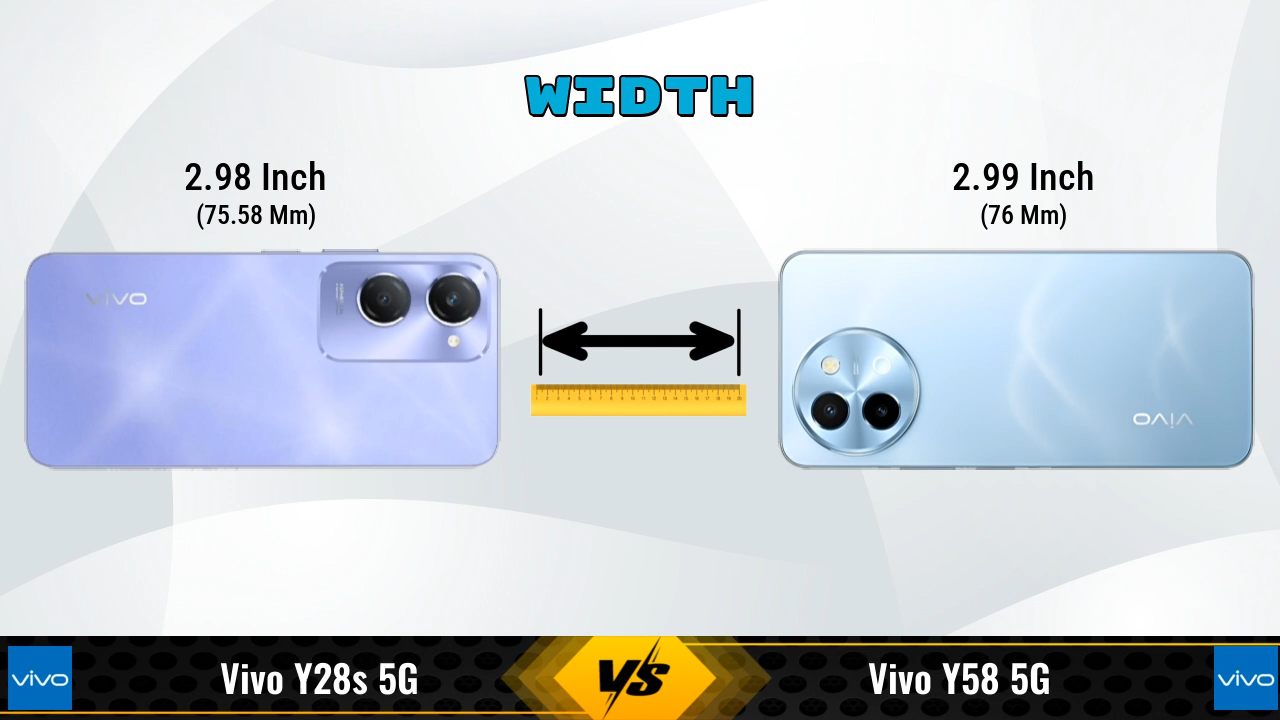 WIDTH
2.98 Inch
(75.58 Mm)
2.99 Inch
(76 Mm)
vivo
vivo
vivo
Vivo Y28s 5G
VS
Vivo Y58 5G
vivo